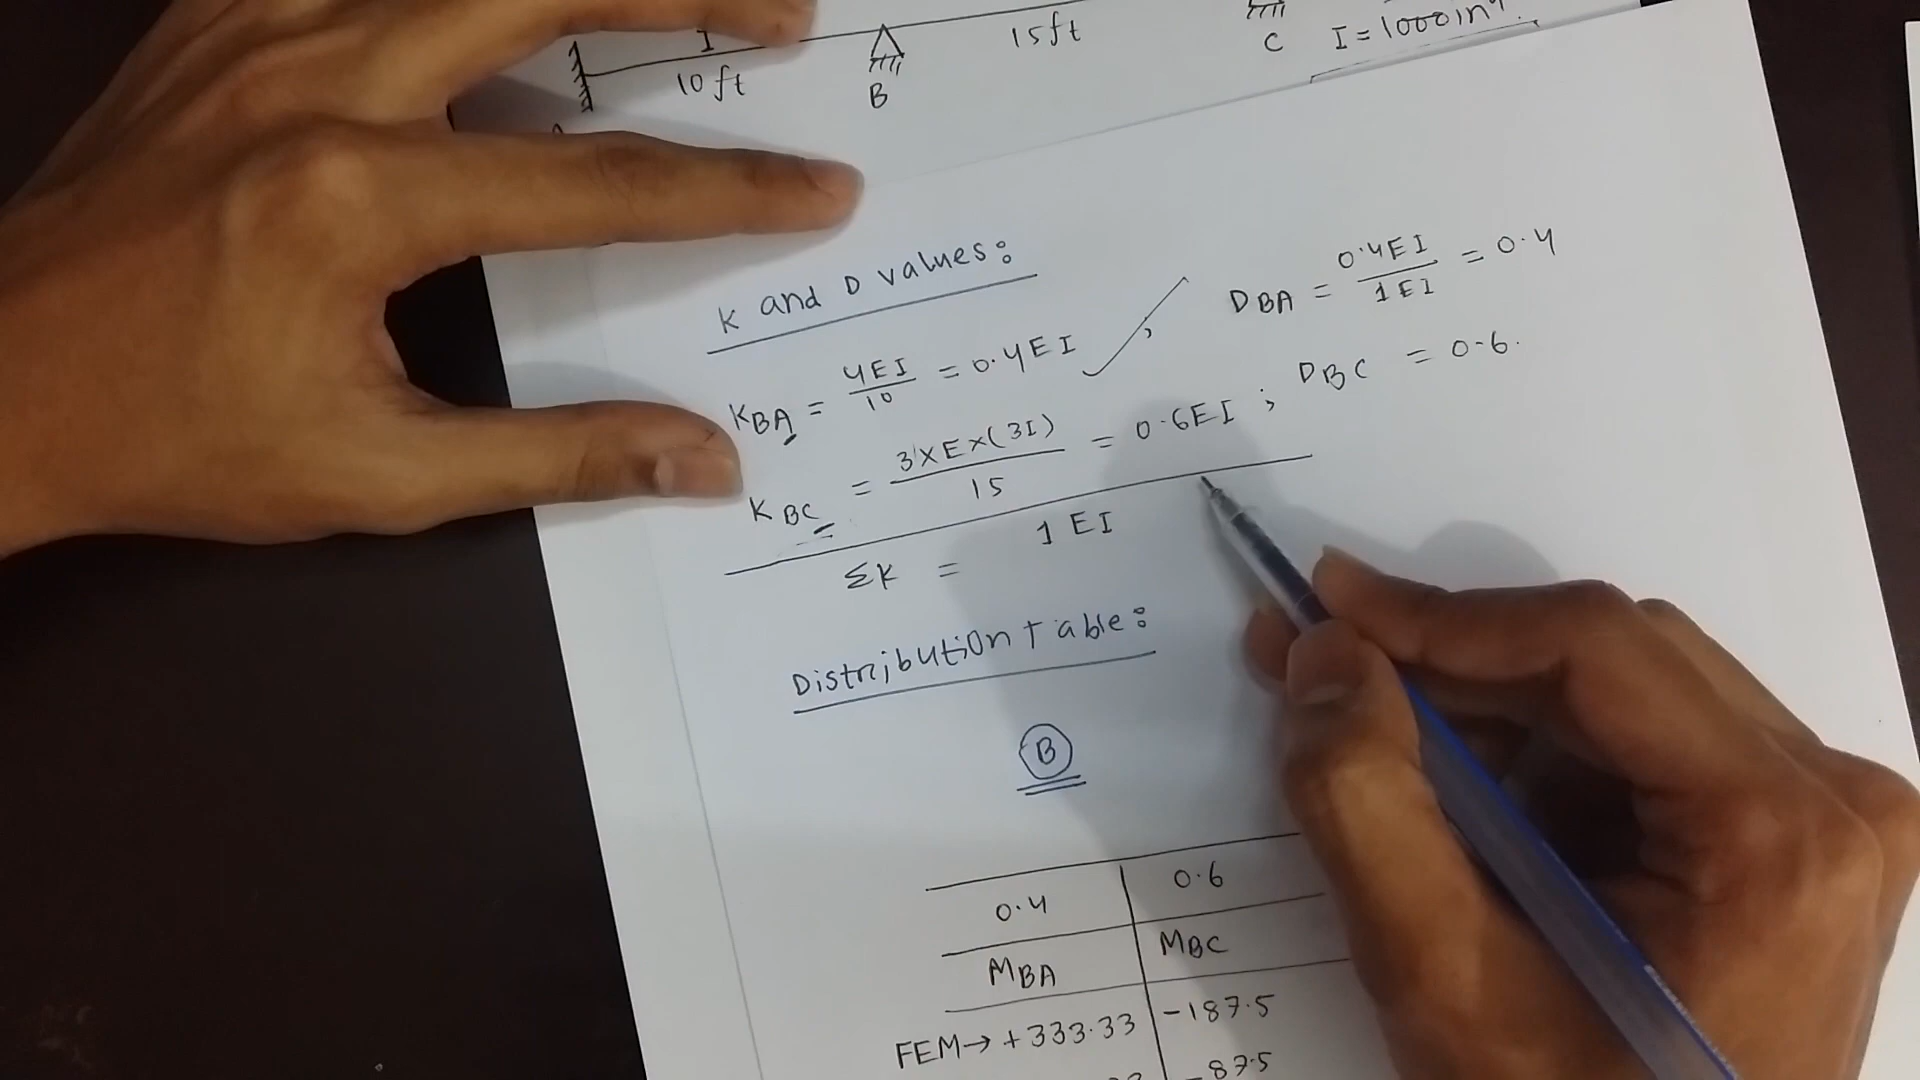 I
10 ft
B
15ft
C
I = 1000in⁴.
K and D values:
KBA = 4EI/10 = 0.4EI ,
DBA = 0.4EI/1EI = 0.4
KBC = 3×E×(3I)/15 = 0.6EI ;
DBC = 0.6.
ΣK = 1 EI
Distribution Table:
B
0.4 0.6
MBA MBC
FEM→ +333.33 -187.5
-87.5